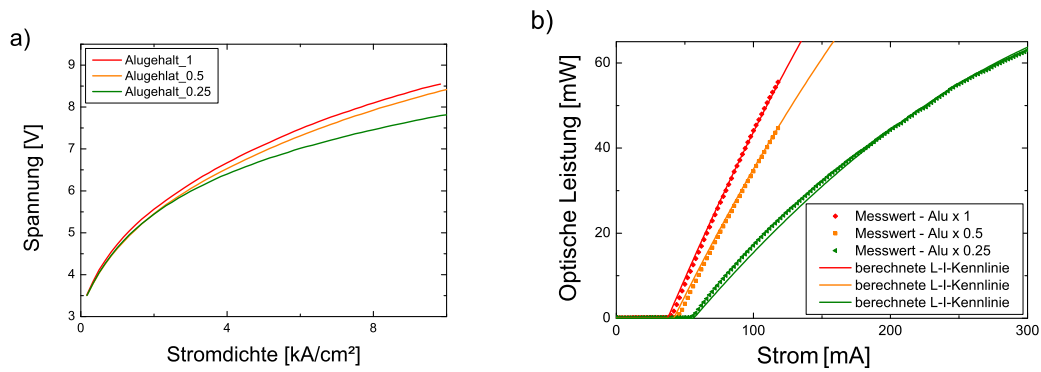 a)
9
8
7
6
5
4
3
Spannung [V]
Alugehalt_1
Alugehlat_0.5
Alugehalt_0.25
0
4
8
Stromdichte [kA/cm²]
b)
60
40
20
0
Optische Leistung [mW]
Messwert - Alu x 1
Messwert - Alu x 0.5
Messwert - Alu x 0.25
berechnete L-I-Kennlinie
berechnete L-I-Kennlinie
berechnete L-I-Kennlinie
0
100
200
300
Strom [mA]